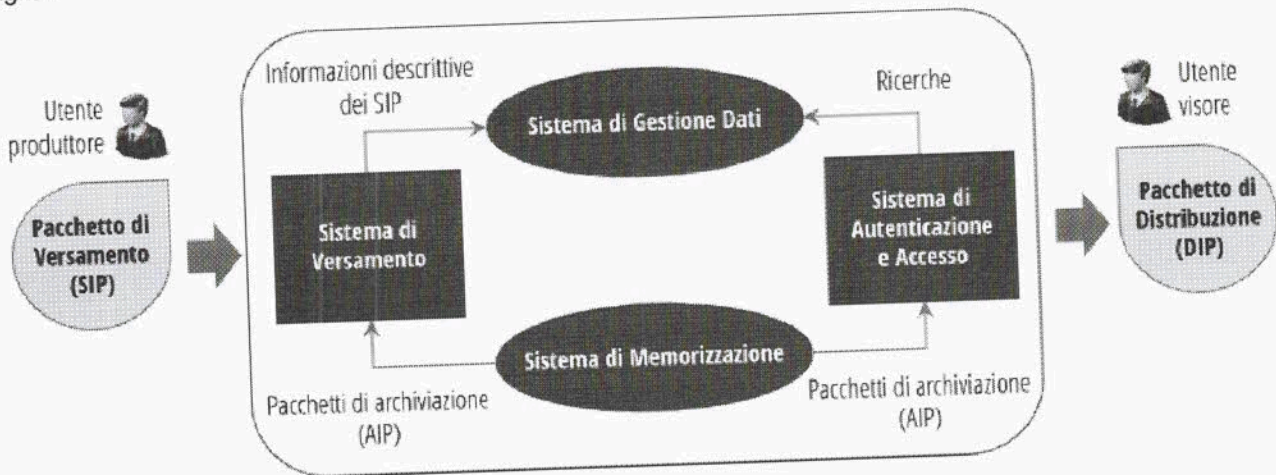 Utente
produttore
Pacchetto di
Versamento
(SIP)
Informazioni descrittive
dei SIP
Sistema di Gestione Dati
Ricerche
Sistema di
Versamento
Sistema di
Autenticazione
e Accesso
Sistema di Memorizzazione
Pacchetti di archiviazione
(AIP)
Pacchetti di archiviazione
(AIP)
Utente
visore
Pacchetto di
Distribuzione
(DIP)